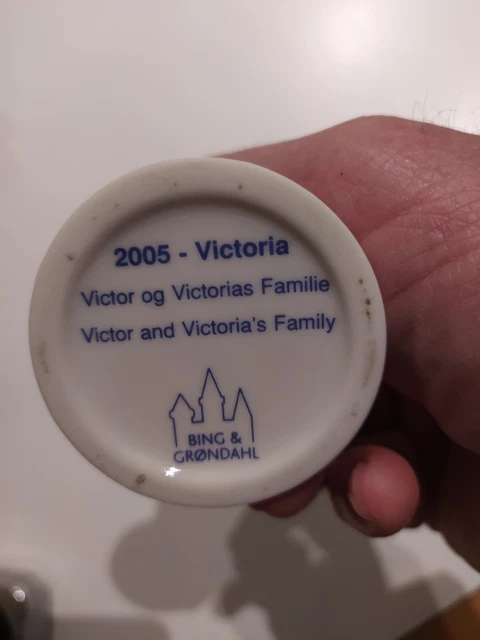 2005 - Victoria
Victor og Victorias Familie
Victor and Victoria's Family
BING &
GRØNDAHL